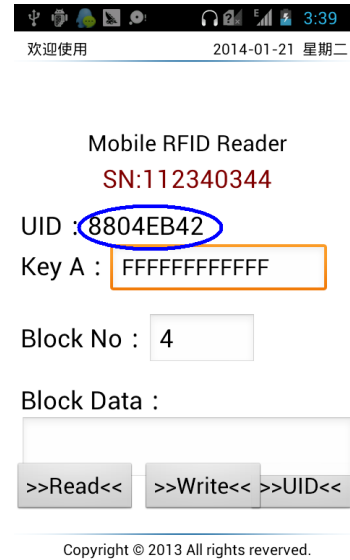 3:39
欢迎使用 2014-01-21 星期二
Mobile RFID Reader
SN:112340344
UID：8804EB42
Key A： FFFFFFFFFFFF
Block No： 4
Block Data：
>>Read<< >>Write<< >>UID<<
Copyright © 2013 All rights reserved.